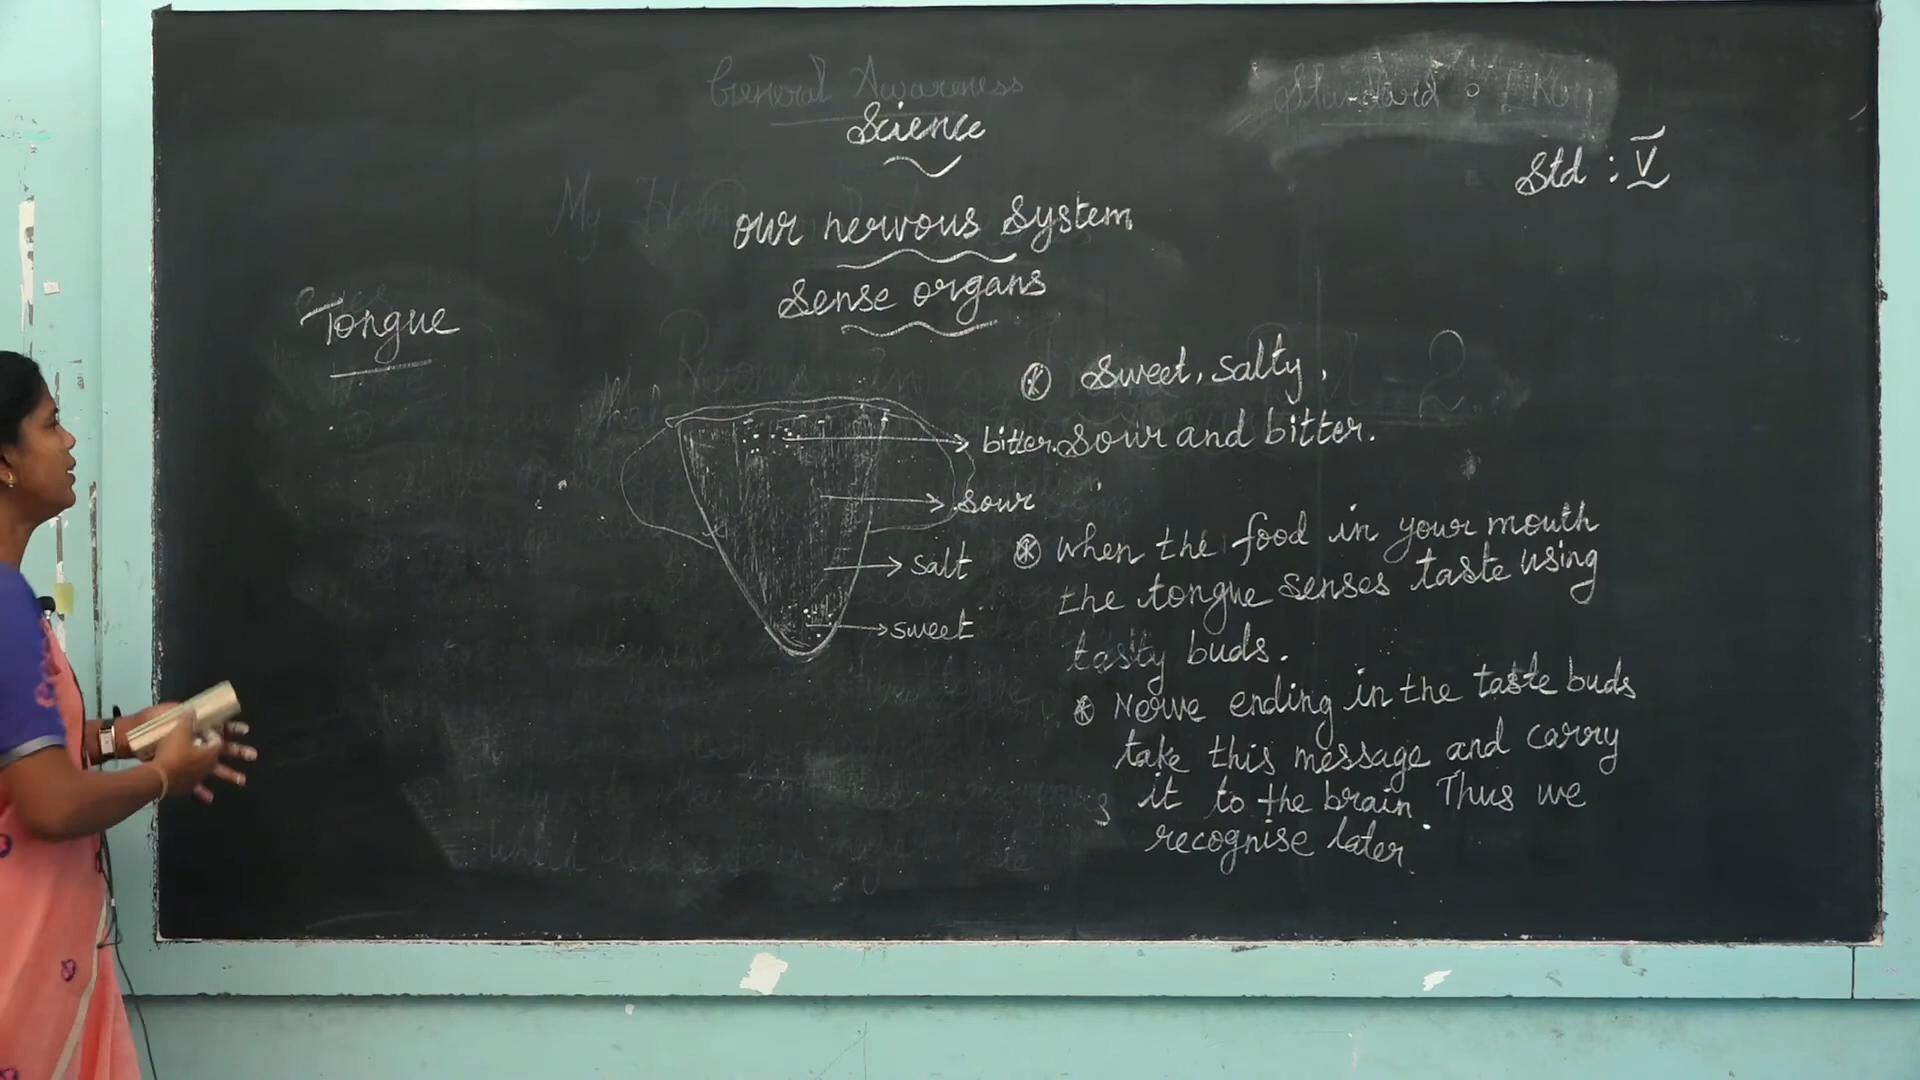 General Awareness
Science
Std : V
our nervous system
sense organs
Tongue
bitter
sour
salt
sweet
sweet, salty,
sour and bitter.
when the food in your mouth
the tongue senses taste using
tasty buds.
Nerve ending in the taste buds
take this message and carry
it to the brain. Thus we
recognise later